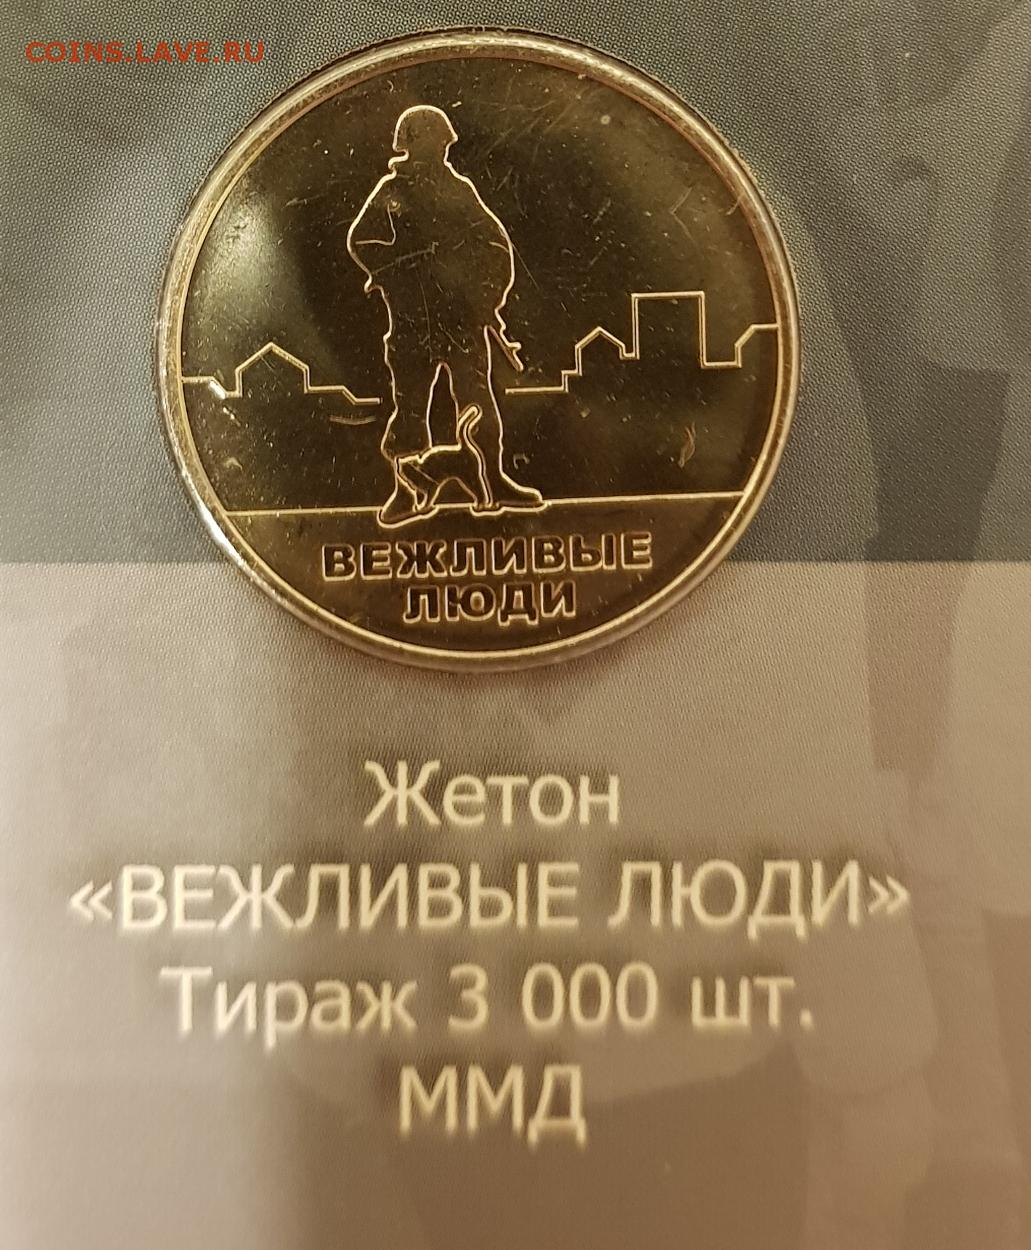 COINS.LAVE.RU
ВЕЖЛИВЫЕ
ЛЮДИ
Жетон
«ВЕЖЛИВЫЕ ЛЮДИ»
Тираж 3 000 шт.
ММД